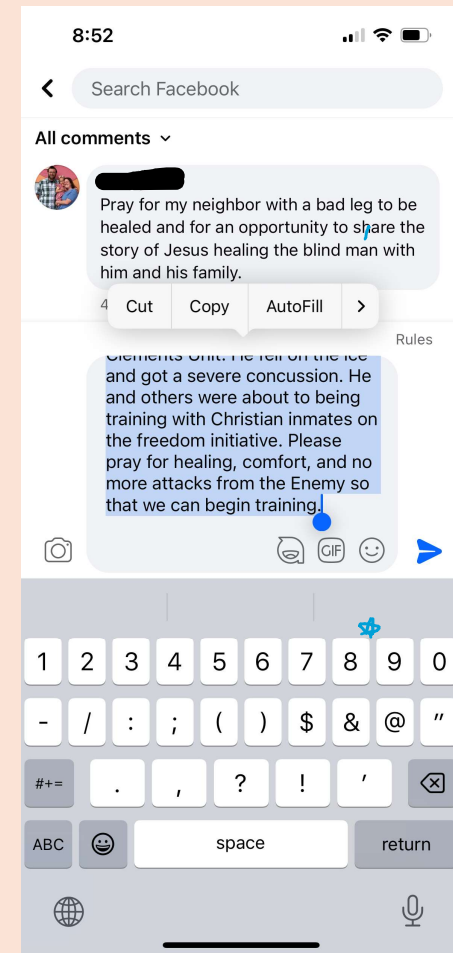 8:52
Search Facebook
All comments
Pray for my neighbor with a bad leg to be
healed and for an opportunity to share the
story of Jesus healing the blind man with
him and his family.
4
Cut Copy AutoFill
Rules
Clements Unit. He fell on the ice
and got a severe concussion. He
and others were about to being
training with Christian inmates on
the freedom initiative. Please
pray for healing, comfort, and no
more attacks from the Enemy so
that we can begin training.
GIF
1 2 3 4 5 6 7 8 9 0
- / : ; ( ) $ & @ "
#+= . , ? ! '
ABC space return